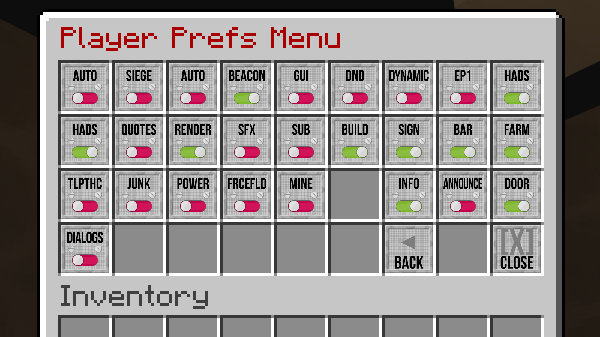 Player Prefs Menu
AUTO SIEGE AUTO BEACON GUI DND DYNAMIC EP1 HADS
HADS QUOTES RENDER SFX SUB BUILD SIGN BAR FARM
TLPTHC JUNK POWER FRCEFLD MINE INFO ANNOUNCE DOOR
DIALOGS BACK [X] CLOSE
Inventory